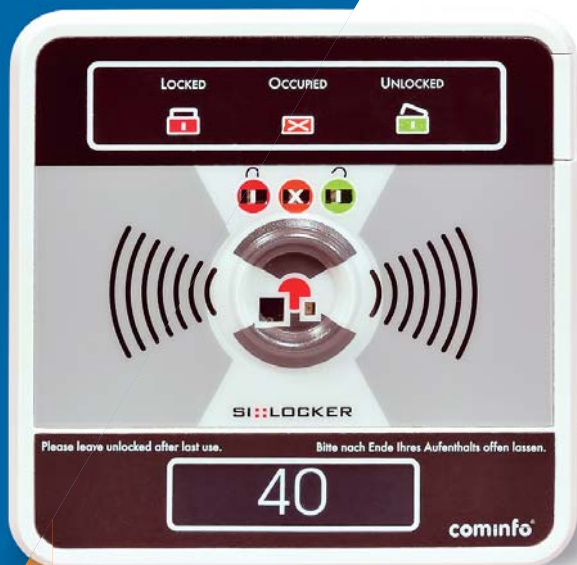 LOCKED OCCUPIED UNLOCKED
SI::LOCKER
Please leave unlocked after last use. Bitte nach Ende Ihres Aufenthalts offen lassen.
40
cominfo®